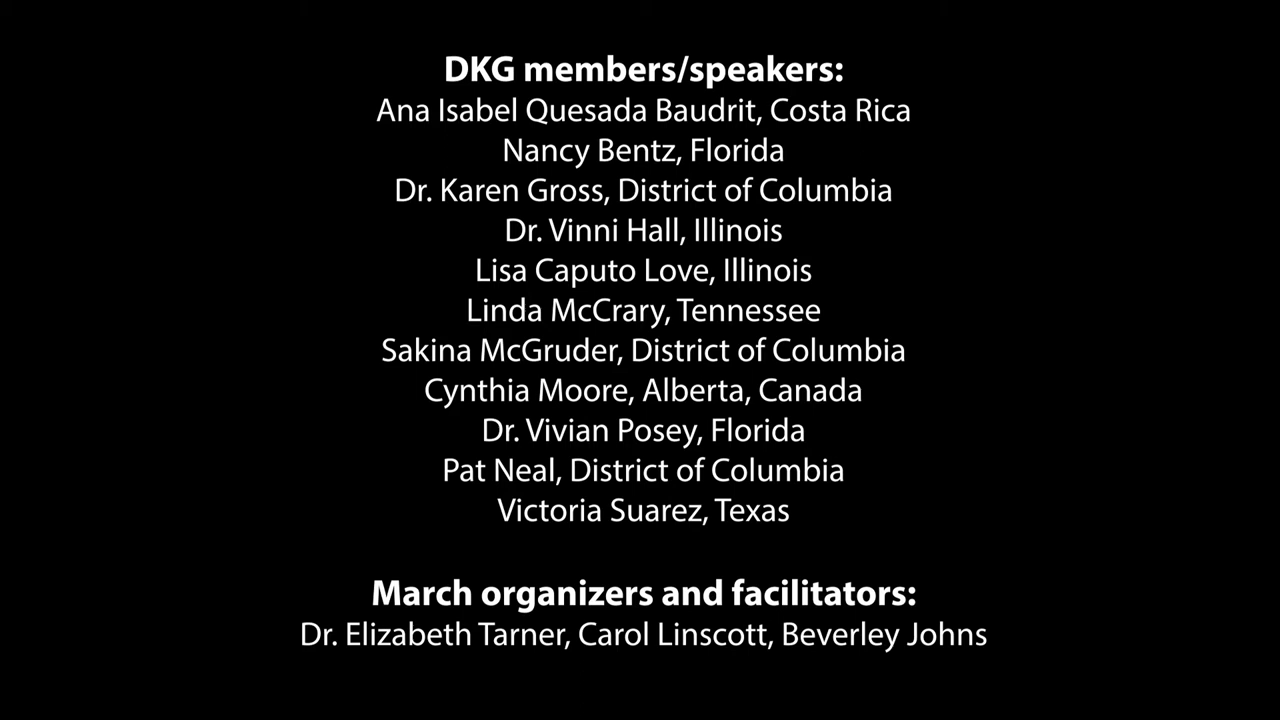 DKG members/speakers:
Ana Isabel Quesada Baudrit, Costa Rica
Nancy Bentz, Florida
Dr. Karen Gross, District of Columbia
Dr. Vinni Hall, Illinois
Lisa Caputo Love, Illinois
Linda McCrary, Tennessee
Sakina McGruder, District of Columbia
Cynthia Moore, Alberta, Canada
Dr. Vivian Posey, Florida
Pat Neal, District of Columbia
Victoria Suarez, Texas
March organizers and facilitators:
Dr. Elizabeth Tarner, Carol Linscott, Beverley Johns